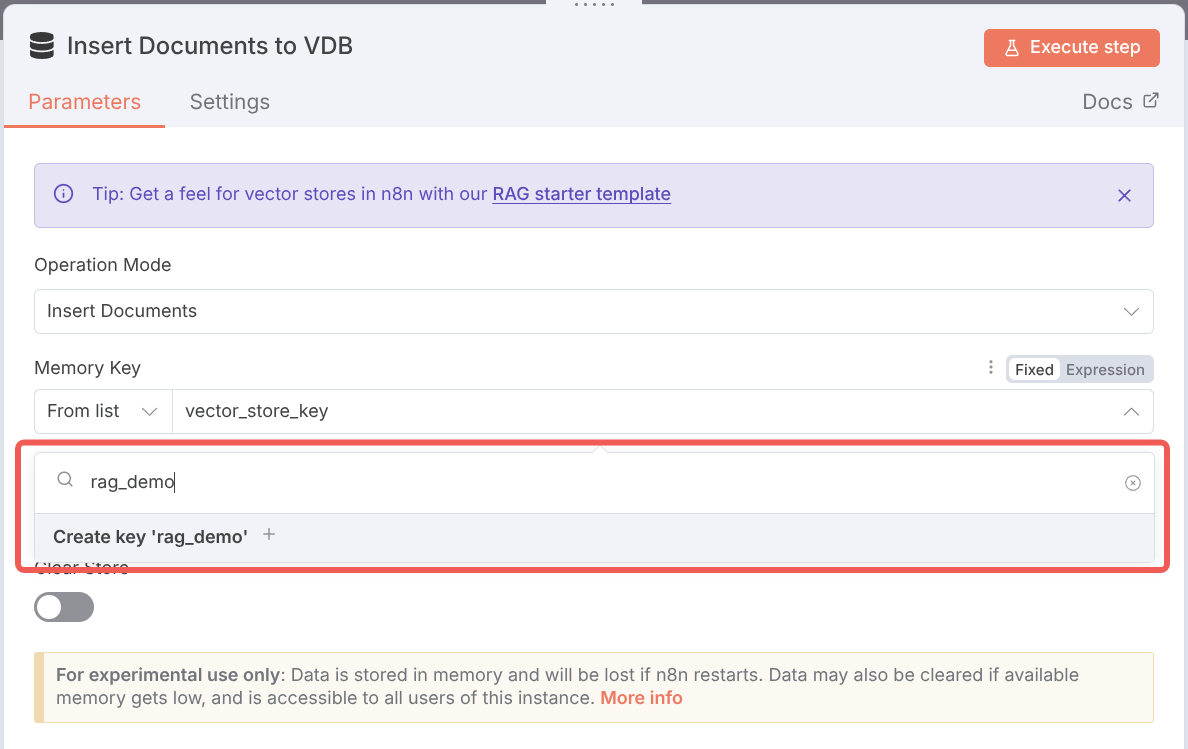 Insert Documents to VDB
Execute step
Parameters
Settings
Docs
Tip: Get a feel for vector stores in n8n with our RAG starter template
Operation Mode
Insert Documents
Memory Key
Fixed
Expression
From list
vector_store_key
rag_demo
Create key 'rag_demo' +
Clear Store
For experimental use only: Data is stored in memory and will be lost if n8n restarts. Data may also be cleared if available
memory gets low, and is accessible to all users of this instance. More info